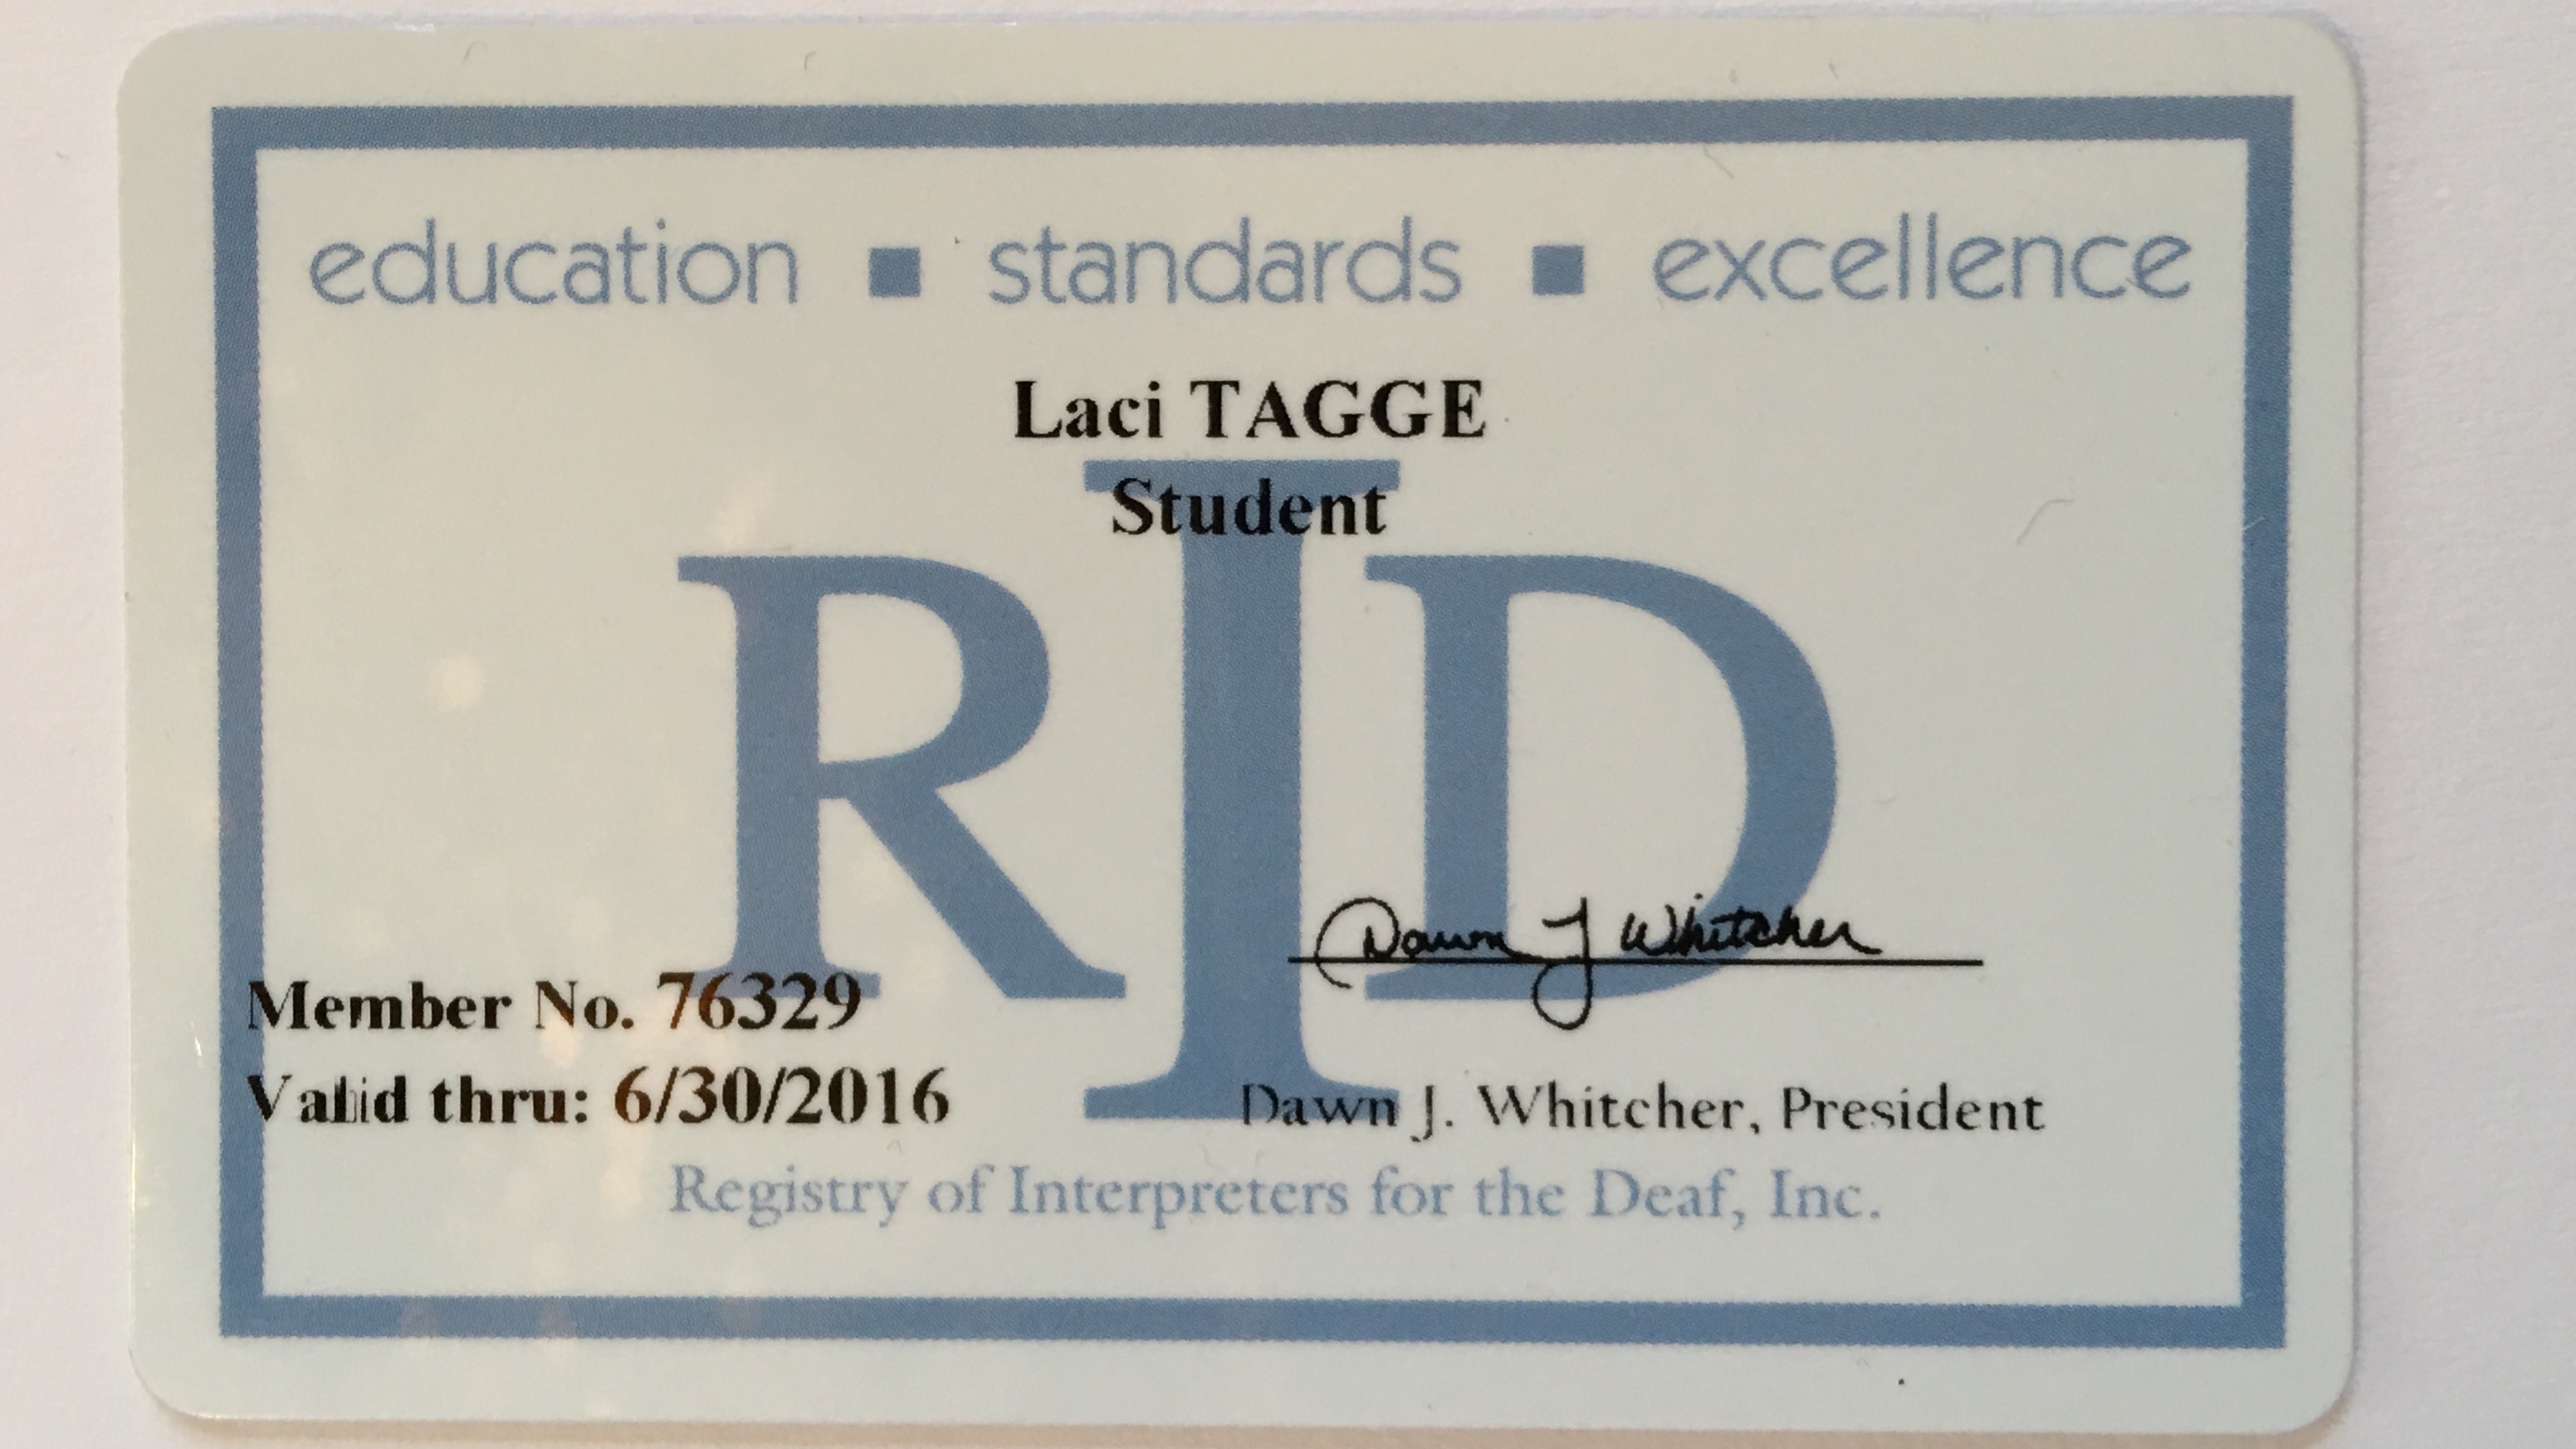 education ■ standards ■ excellence
Laci TAGGE
Student
RID
Dawn J Whitcher
Member No. 76329
Valid thru: 6/30/2016
Dawn J. Whitcher, President
Registry of Interpreters for the Deaf, Inc.